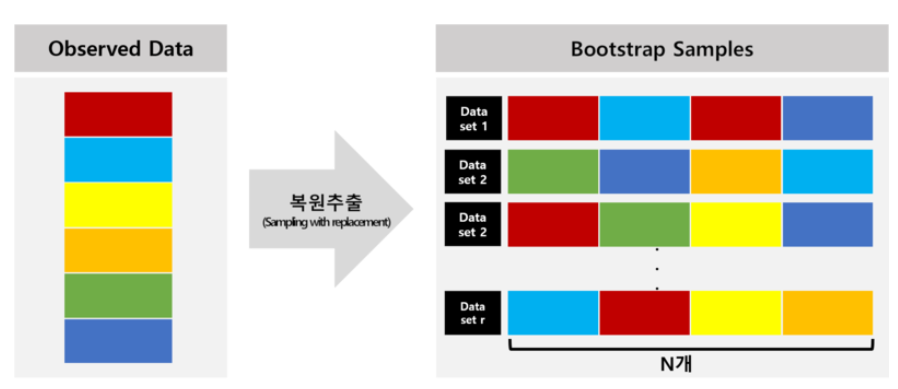 Observed Data
Bootstrap Samples
복원추출
(Sampling with replacement)
Data
set 1
Data
set 2
Data
set 2
Data
set r
N개